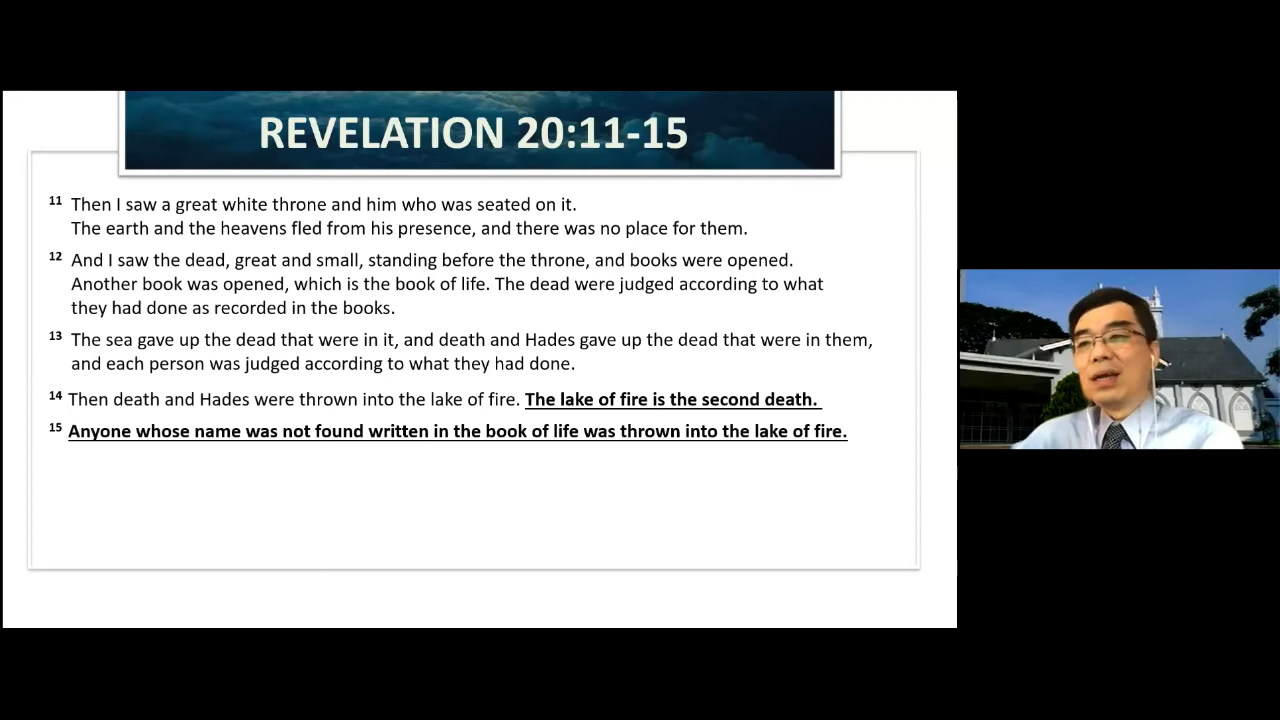 REVELATION 20:11-15
11 Then I saw a great white throne and him who was seated on it.
The earth and the heavens fled from his presence, and there was no place for them.
12 And I saw the dead, great and small, standing before the throne, and books were opened.
Another book was opened, which is the book of life. The dead were judged according to what
they had done as recorded in the books.
13 The sea gave up the dead that were in it, and death and Hades gave up the dead that were in them,
and each person was judged according to what they had done.
14 Then death and Hades were thrown into the lake of fire. The lake of fire is the second death.
15 Anyone whose name was not found written in the book of life was thrown into the lake of fire.